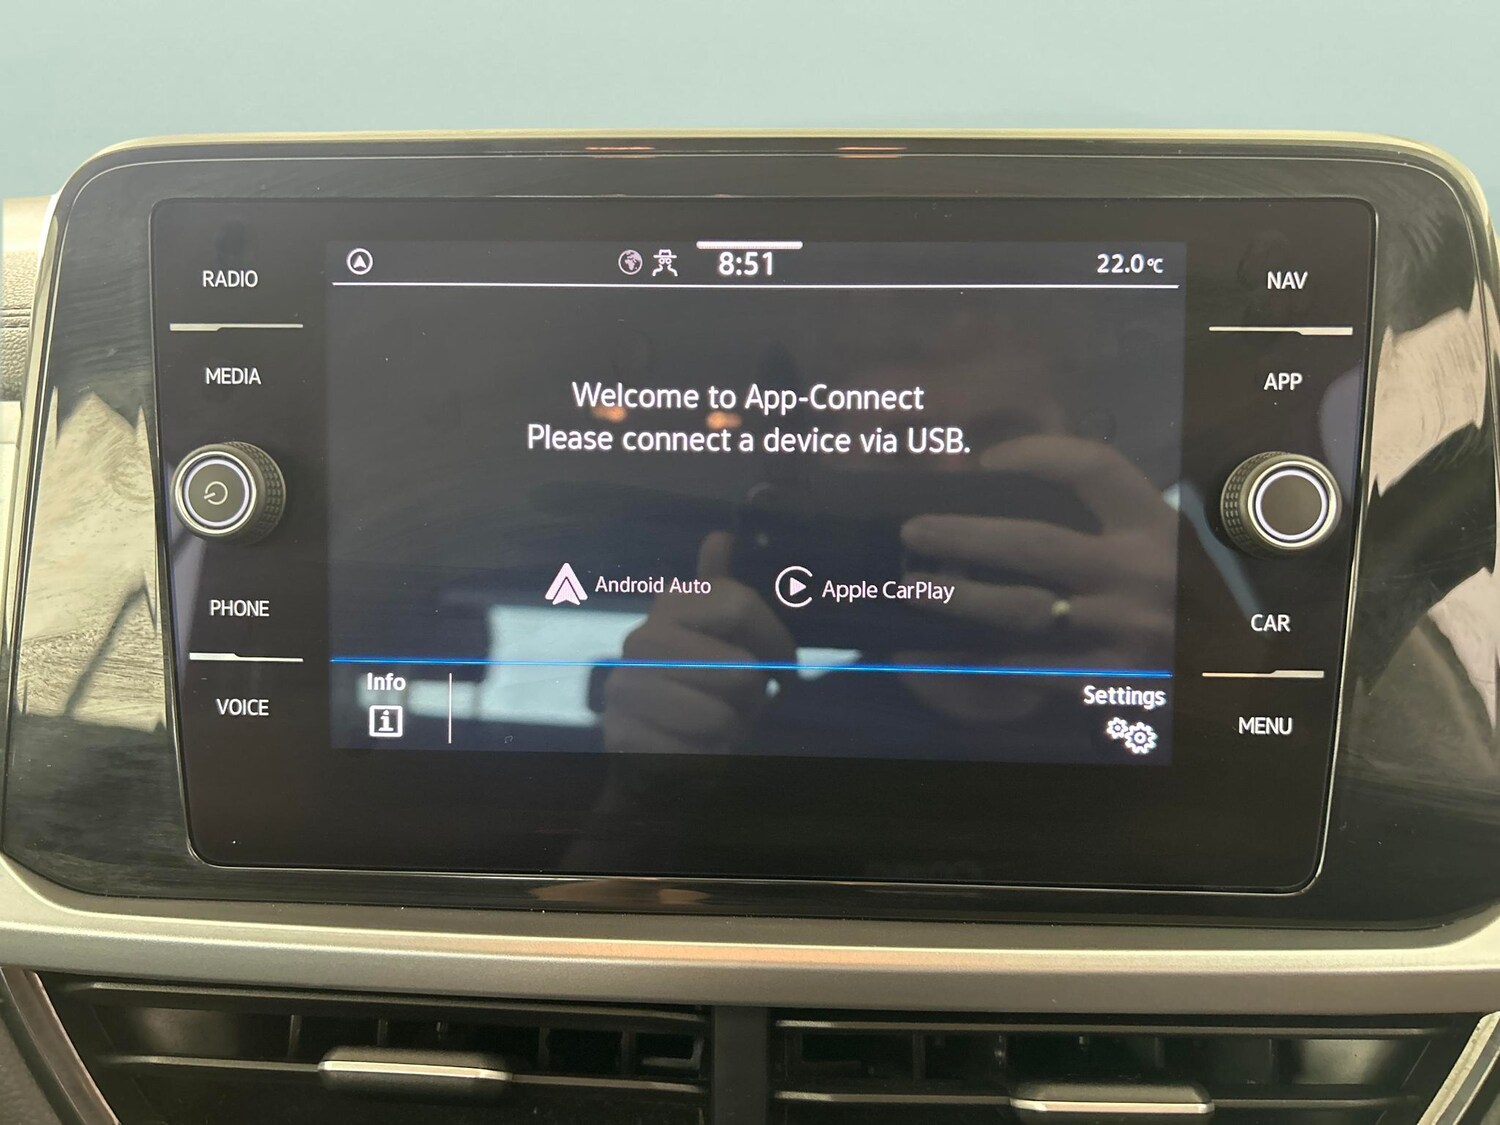 8:51
22.0°C
RADIO
MEDIA
PHONE
VOICE
Welcome to App-Connect
Please connect a device via USB.
Android Auto
Apple CarPlay
Info
Settings
NAV
APP
CAR
MENU